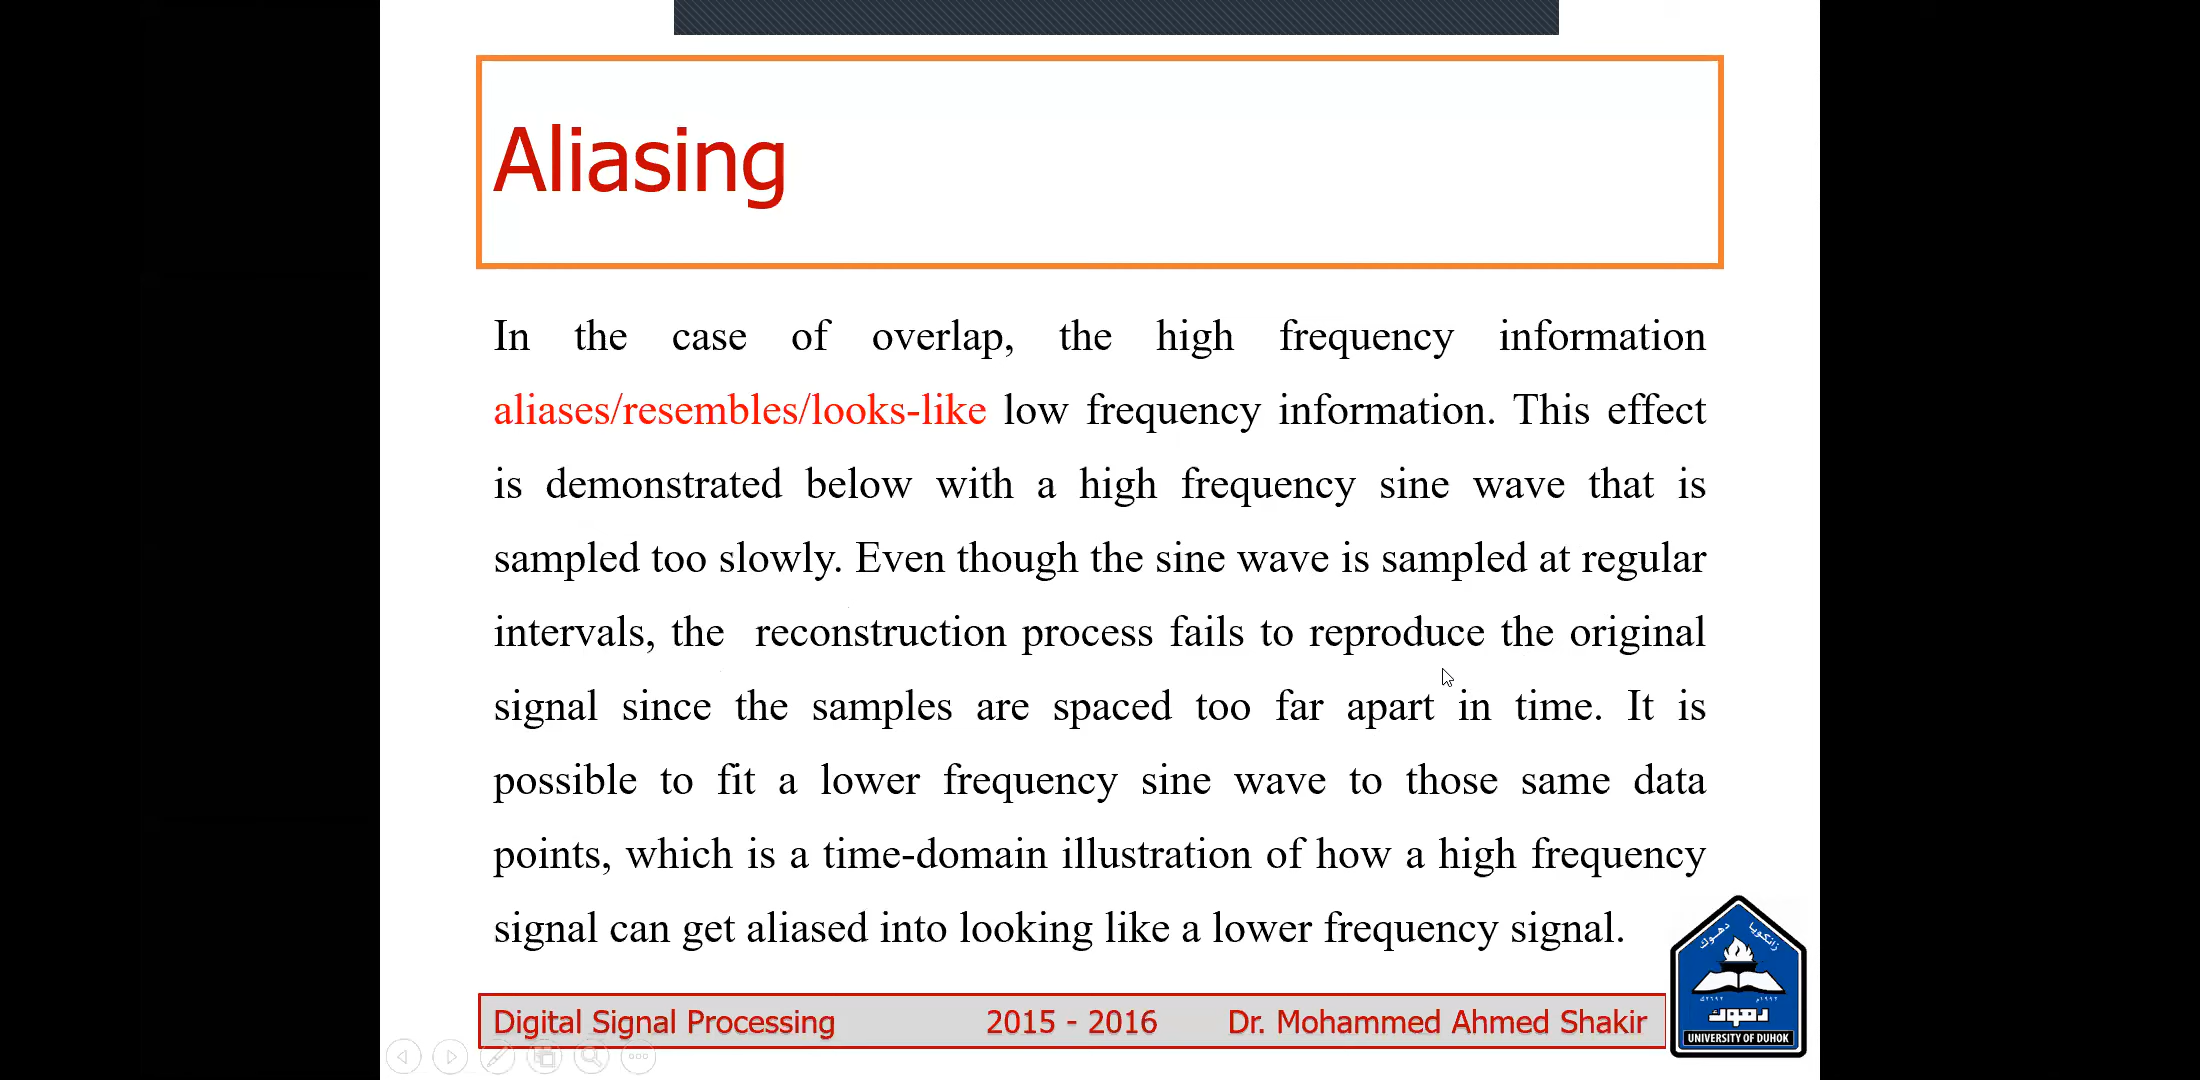 Aliasing
In the case of overlap, the high frequency information
aliases/resembles/looks-like low frequency information. This effect
is demonstrated below with a high frequency sine wave that is
sampled too slowly. Even though the sine wave is sampled at regular
intervals, the reconstruction process fails to reproduce the original
signal since the samples are spaced too far apart in time. It is
possible to fit a lower frequency sine wave to those same data
points, which is a time-domain illustration of how a high frequency
signal can get aliased into looking like a lower frequency signal.
Digital Signal Processing 2015 - 2016 Dr. Mohammed Ahmed Shakir
زانكويا دهوك
دهوك
UNIVERSITY OF DUHOK